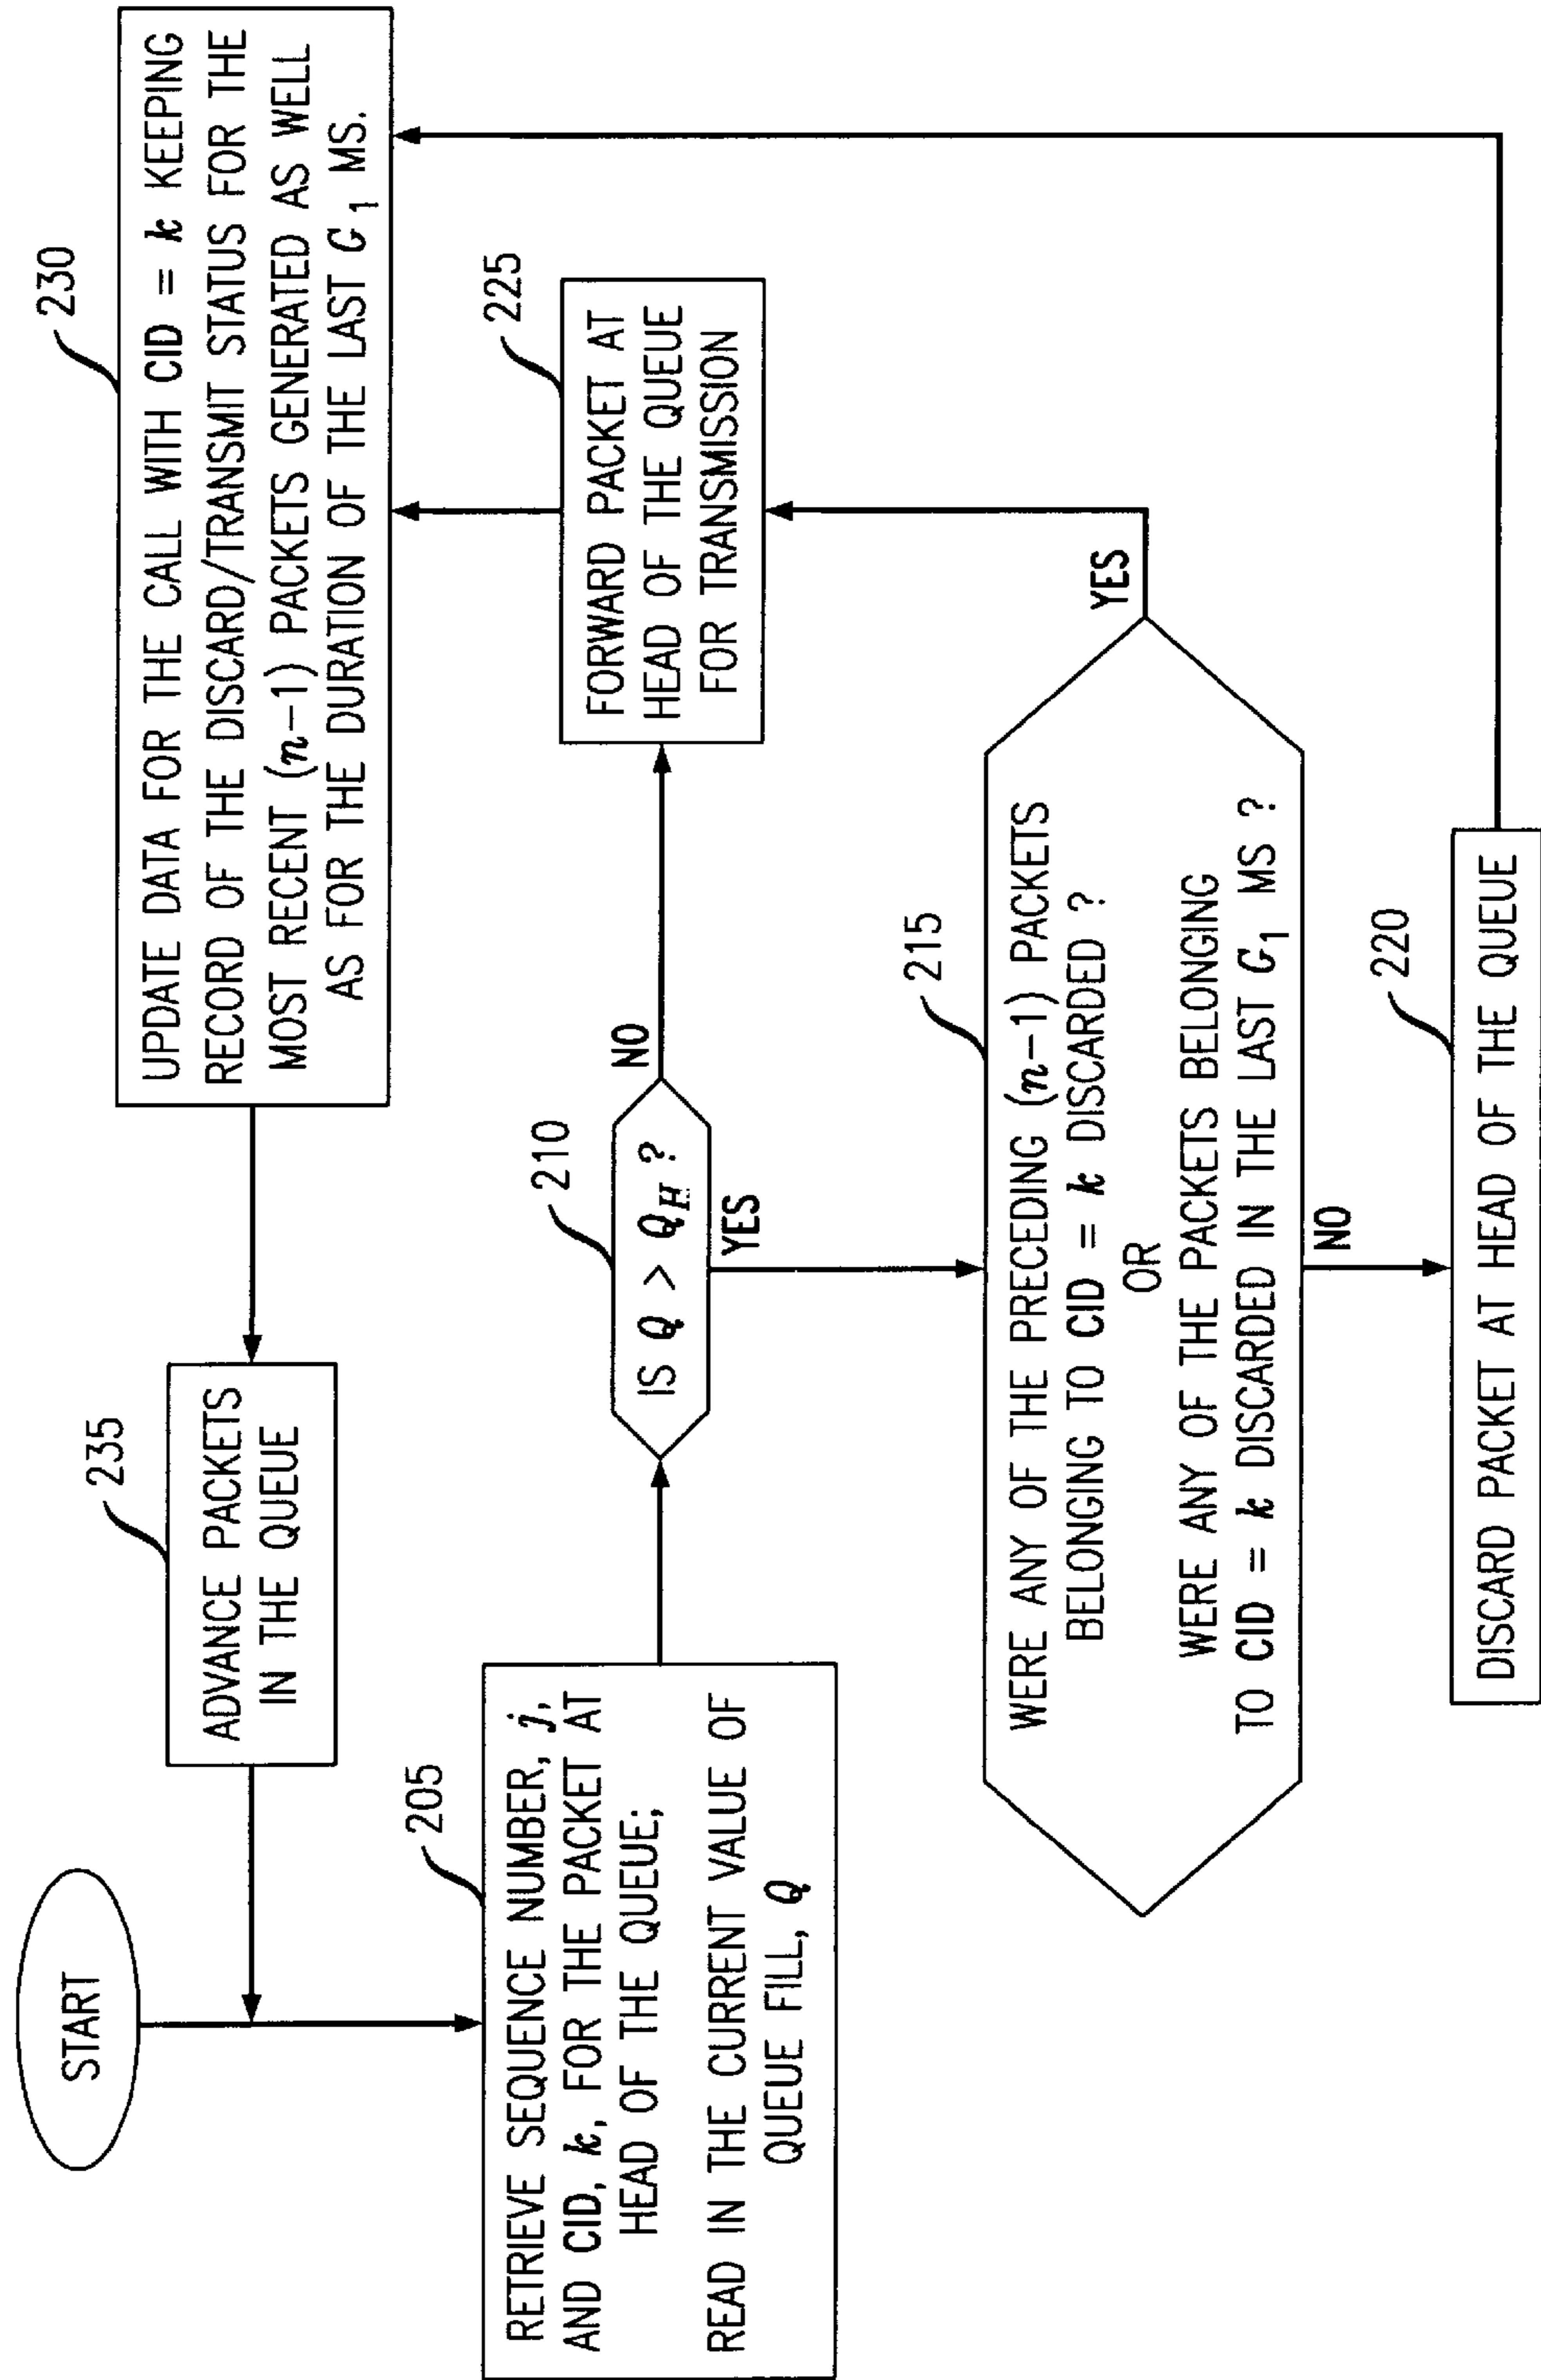 START
235
ADVANCE PACKETS
IN THE QUEUE
230
UPDATE DATA FOR THE CALL WITH CID = k KEEPING
RECORD OF THE DISCARD/TRANSMIT STATUS FOR THE
MOST RECENT (n-1) PACKETS GENERATED AS WELL
AS FOR THE DURATION OF THE LAST G1 MS.
205
RETRIEVE SEQUENCE NUMBER, j,
AND CID, k, FOR THE PACKET AT
HEAD OF THE QUEUE;
READ IN THE CURRENT VALUE OF
QUEUE FILL, Q
210
IS Q > QH ?
NO
YES
225
FORWARD PACKET AT
HEAD OF THE QUEUE
FOR TRANSMISSION
215
WERE ANY OF THE PRECEDING (n-1) PACKETS
BELONGING TO CID = k DISCARDED ?
OR
WERE ANY OF THE PACKETS BELONGING
TO CID = k DISCARDED IN THE LAST G1 MS ?
YES
NO
220
DISCARD PACKET AT HEAD OF THE QUEUE